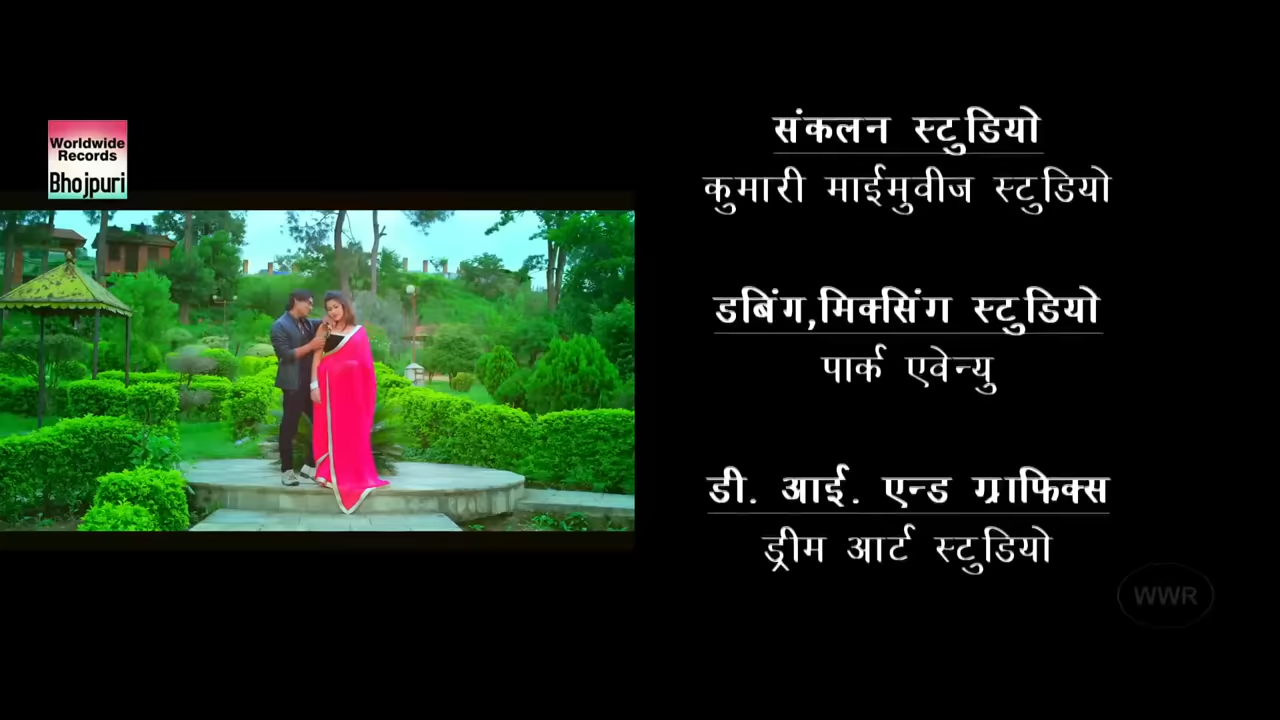 Worldwide
Records
Bhojpuri
संकलन स्टुडियो
कुमारी माईमुवीज स्टुडियो
डबिंग,मिक्सिंग स्टुडियो
पार्क एवेन्यु
डी. आई. एन्ड ग्राफिक्स
ड्रीम आर्ट स्टुडियो
WWR